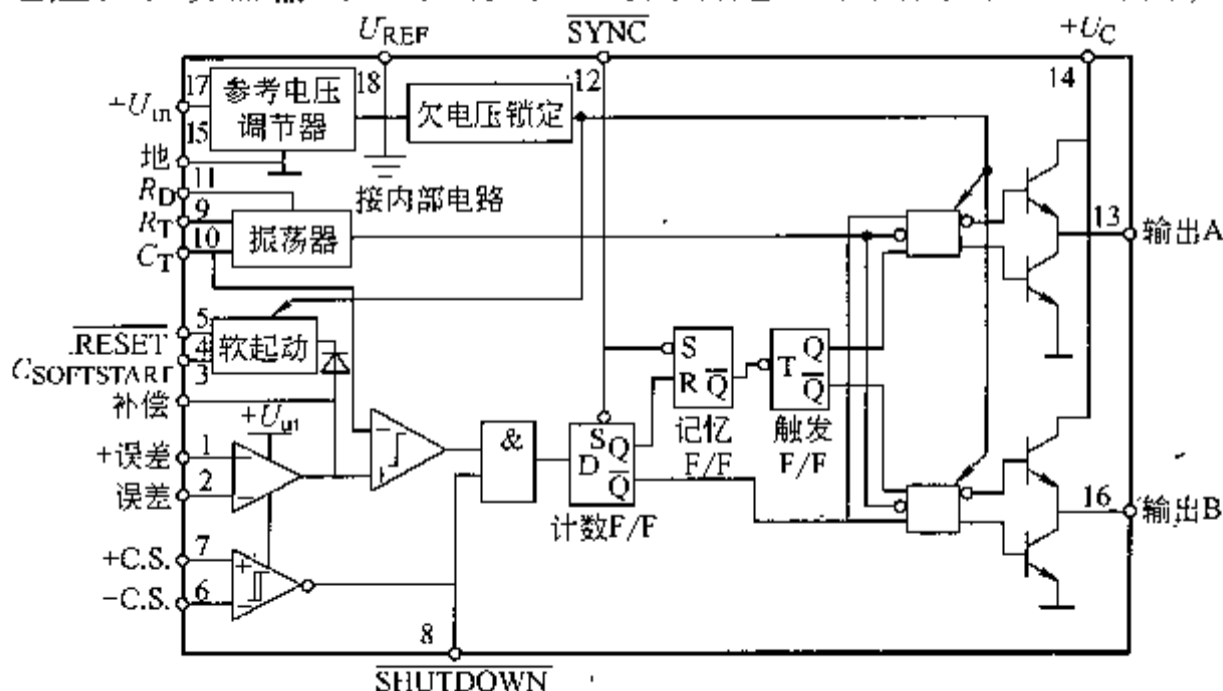 U_REF
SYNC
+U_C
17
参考电压
调节器
18
12
14
+U_in
15
欠电压锁定
地
11
接内部电路
R_D
9
R_T
振荡器
10
C_T
13
输出A
5
RESET
4
软起动
C_SOFTSTART
3
补偿
S
R
Q̅
记忆
F/F
T
Q
Q̅
触发
F/F
+误差
1
误差
2
&
S
D
Q
Q̅
计数F/F
16
输出B
+C.S.
7
−C.S.
6
8
SHUTDOWN